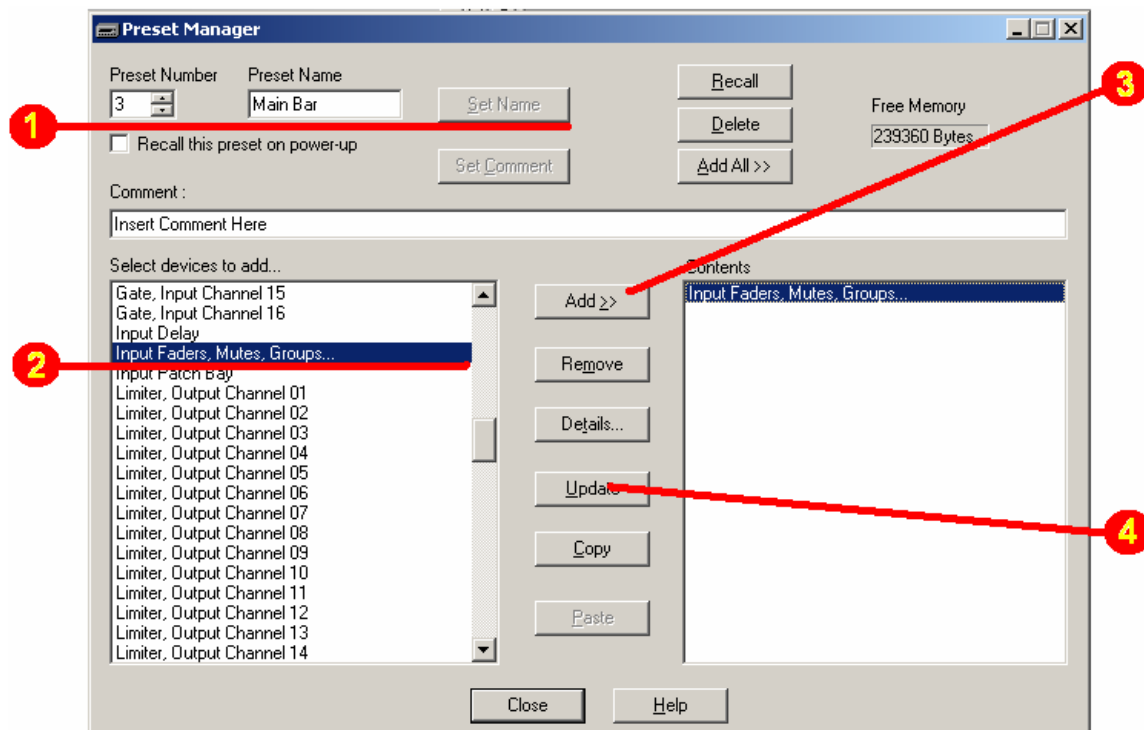 Preset Manager
Preset Number
Preset Name
Recall
3
Main Bar
Set Name
Free Memory
Delete
239360 Bytes
Recall this preset on power-up
Set Comment
Add All >>
Comment :
Insert Comment Here
Select devices to add...
Contents
Gate, Input Channel 15
Gate, Input Channel 16
Input Delay
Input Faders, Mutes, Groups...
Input Patch Bay
Limiter, Output Channel 01
Limiter, Output Channel 02
Limiter, Output Channel 03
Limiter, Output Channel 04
Limiter, Output Channel 05
Limiter, Output Channel 06
Limiter, Output Channel 07
Limiter, Output Channel 08
Limiter, Output Channel 09
Limiter, Output Channel 10
Limiter, Output Channel 11
Limiter, Output Channel 12
Limiter, Output Channel 13
Limiter, Output Channel 14
Add >>
Remove
Details...
Update
Copy
Paste
Input Faders, Mutes, Groups...
Close
Help
1
2
3
4